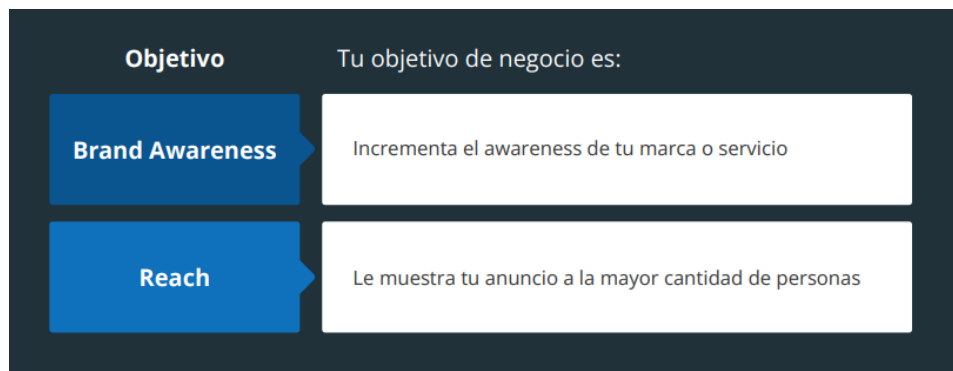 Objetivo
Tu objetivo de negocio es:
Brand Awareness
Incrementa el awareness de tu marca o servicio
Reach
Le muestra tu anuncio a la mayor cantidad de personas